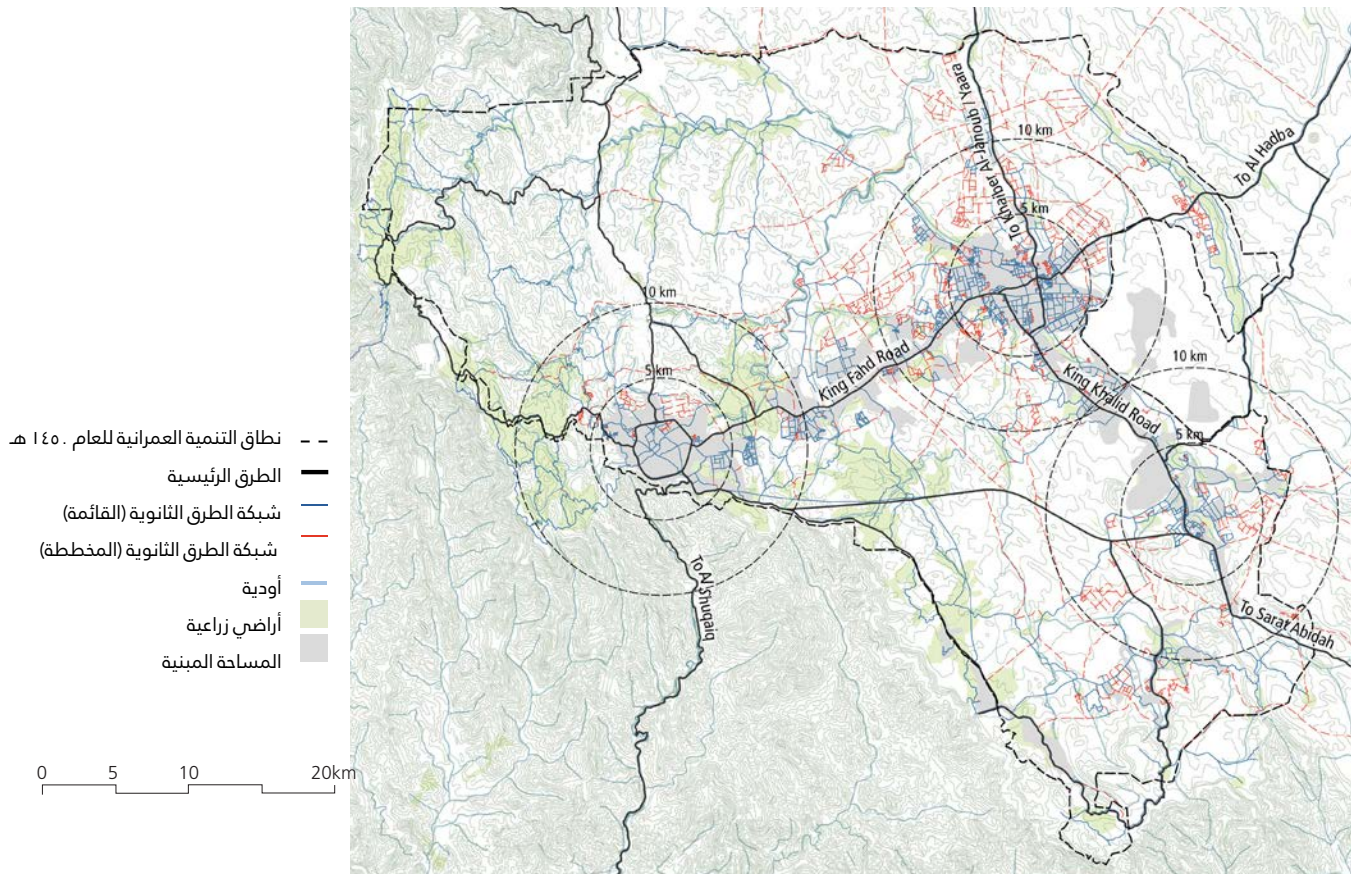 To Khaiber Al-Janoub / Yaara
10 km
To Al Hadba
5 km
10 km
King Fahd Road
10 km
King Khalid Road
5 km
5 km
To Al Shuqaiq
To Sarat Abidah
نطاق التنمية العمرانية للعام ١٤٥٠ هـ
الطرق الرئيسية
شبكة الطرق الثانوية (القائمة)
شبكة الطرق الثانوية (المخططة)
أودية
أراضي زراعية
المساحة المبنية
0 5 10 20km